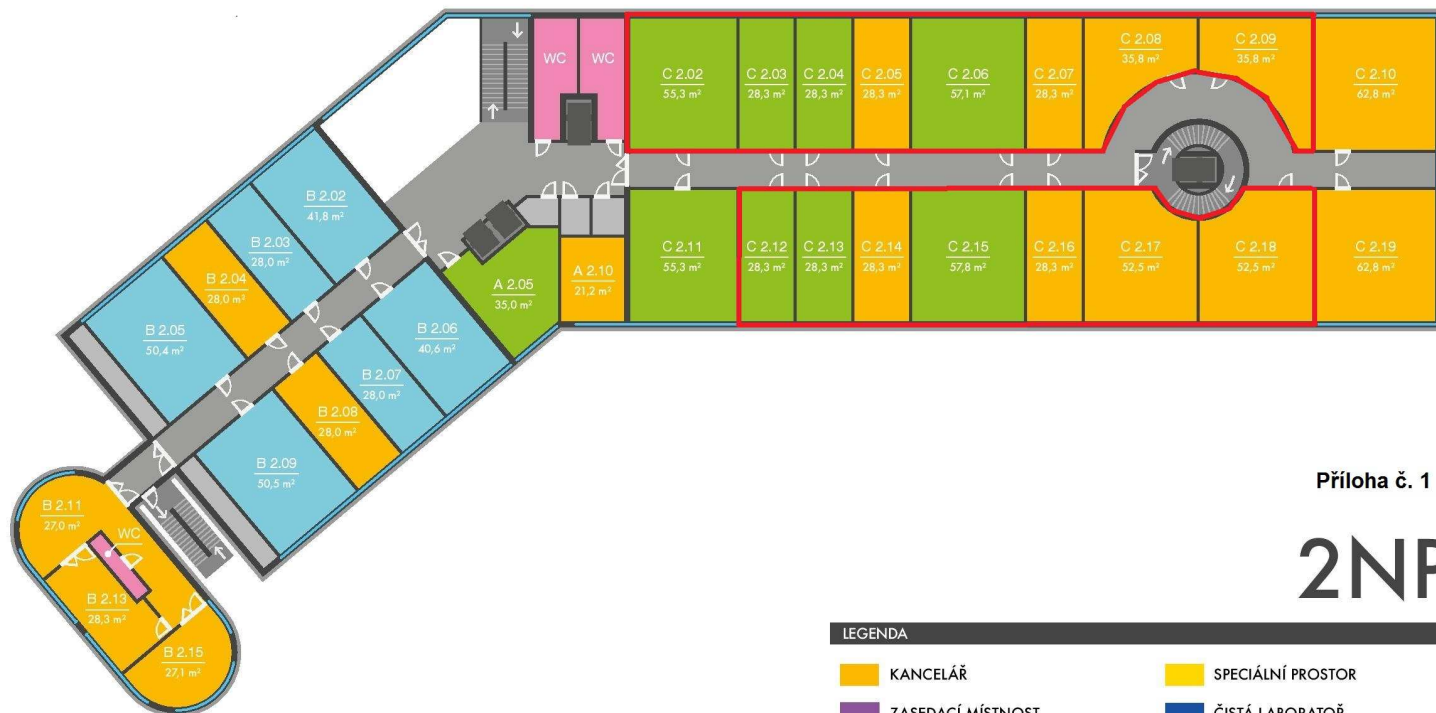 WC
WC
C 2.02
55,3 m²
C 2.03
28,3 m²
C 2.04
28,3 m²
C 2.05
28,3 m²
C 2.06
57,1 m²
C 2.07
28,3 m²
C 2.08
35,8 m²
C 2.09
35,8 m²
C 2.10
62,8 m²
B 2.02
41,8 m²
B 2.03
28,0 m²
B 2.04
28,0 m²
B 2.05
50,4 m²
A 2.05
35,0 m²
A 2.10
21,2 m²
C 2.11
55,3 m²
C 2.12
28,3 m²
C 2.13
28,3 m²
C 2.14
28,3 m²
C 2.15
57,8 m²
C 2.16
28,3 m²
C 2.17
52,5 m²
C 2.18
52,5 m²
C 2.19
62,8 m²
B 2.06
40,6 m²
B 2.07
28,0 m²
B 2.08
28,0 m²
B 2.09
50,5 m²
B 2.11
27,0 m²
WC
B 2.13
28,3 m²
B 2.15
27,1 m²
Příloha č. 1
2NP
LEGENDA
KANCELÁŘ
SPECIÁLNÍ PROSTOR
ZASEDACÍ MÍSTNOST
ČISTÁ LABORATOŘ